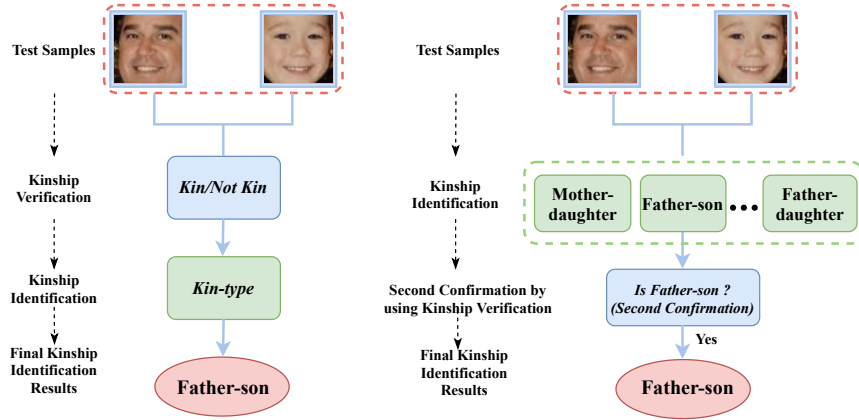 Test Samples
Kinship
Verification
Kin/Not Kin
Kinship
Identification
Kin-type
Final Kinship
Identification
Results
Father-son
Test Samples
Kinship
Identification
Mother-
daughter
Father-son
Father-
daughter
Second Confirmation by
using Kinship Verification
Is Father-son ?
(Second Confirmation)
Yes
Final Kinship
Identification
Results
Father-son